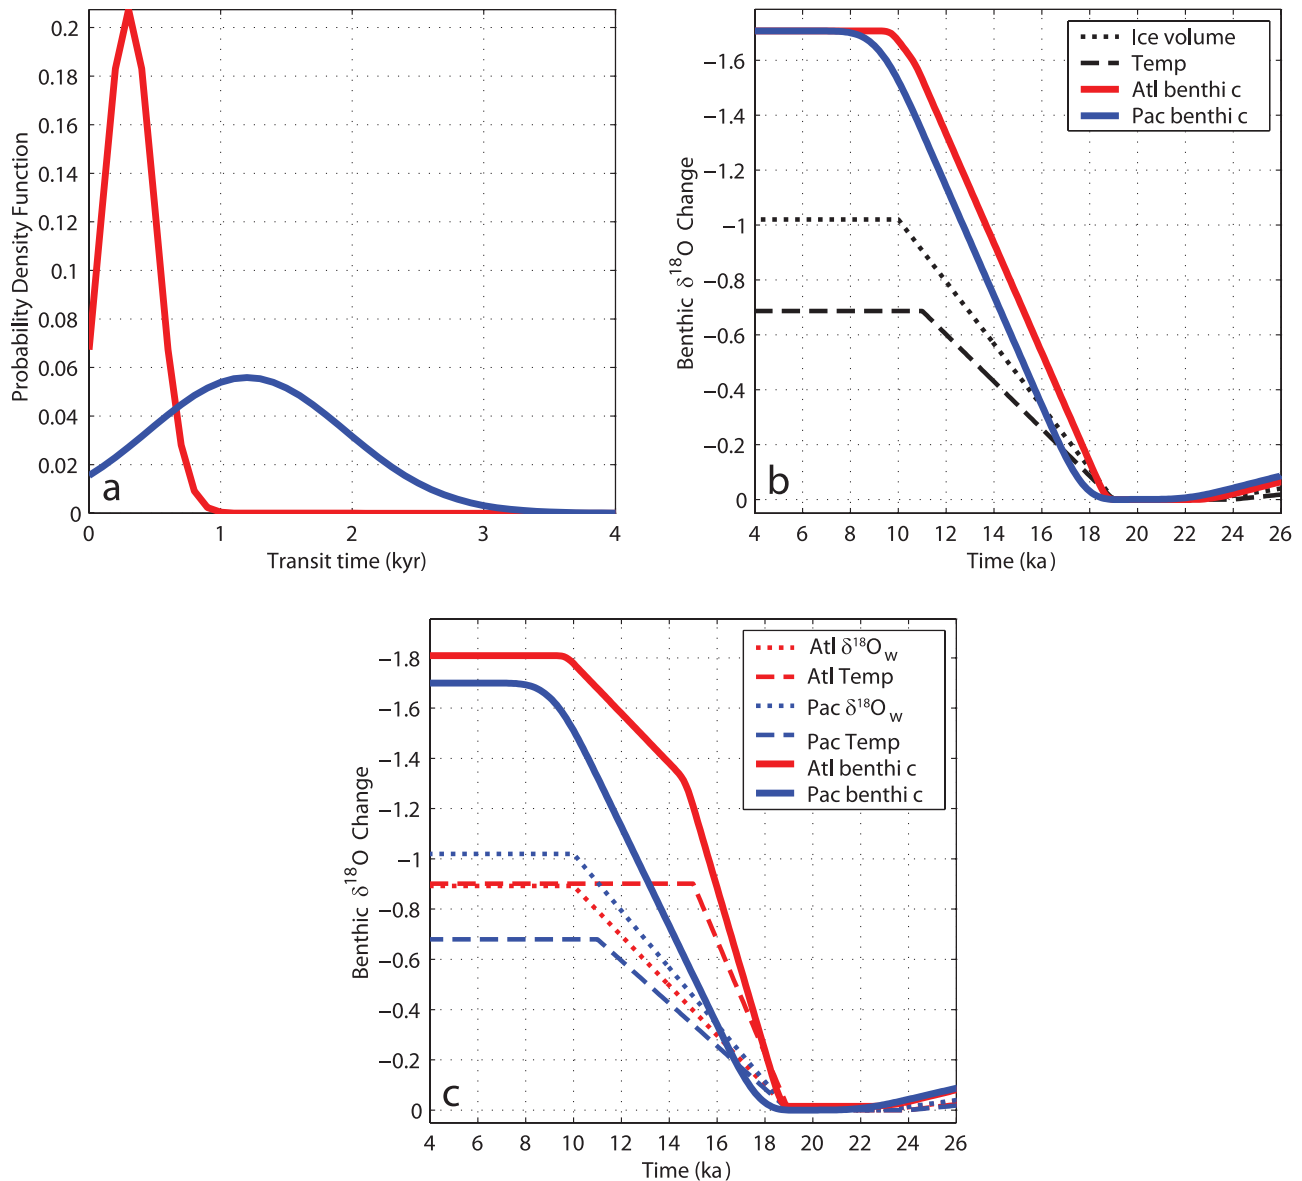 0.2
0.18
0.16
0.14
0.12
0.1
0.08
0.06
0.04
0.02
0
Probability Density Function
a
0 1 2 3 4
Transit time (kyr)
−1.6
−1.4
−1.2
−1
−0.8
−0.6
−0.4
−0.2
0
Benthic δ18O Change
Ice volume
Temp
Atl benthi c
Pac benthi c
b
4 6 8 10 12 14 16 18 20 22 24 26
Time (ka)
−1.8
−1.6
−1.4
−1.2
−1
−0.8
−0.6
−0.4
−0.2
0
Benthic δ18O Change
Atl δ18Ow
Atl Temp
Pac δ18Ow
Pac Temp
Atl benthi c
Pac benthi c
c
4 6 8 10 12 14 16 18 20 22 24 26
Time (ka)